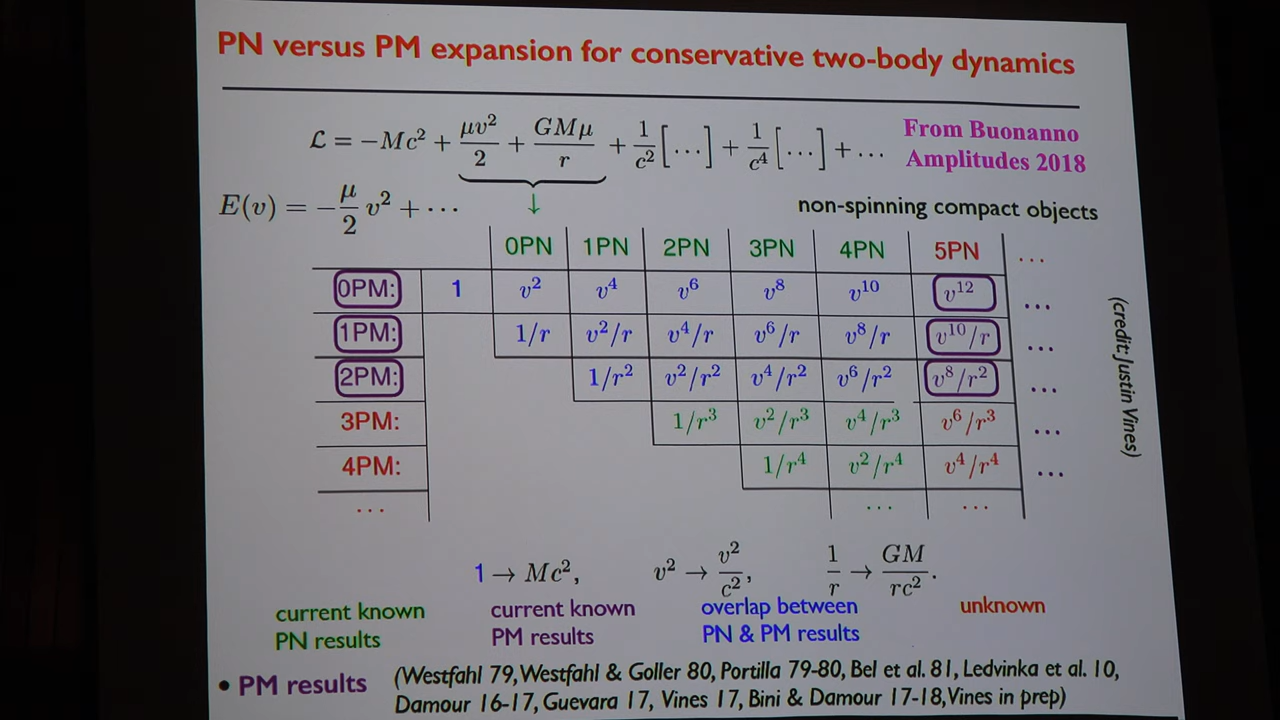 PN versus PM expansion for conservative two-body dynamics
ℒ = −Mc² + μv²/2 + GMμ/r + 1/c² [...] + 1/c⁴ [...] + ⋯
From Buonanno
Amplitudes 2018
E(v) = −μ/2 v² + ⋯
↓
non-spinning compact objects
0PN 1PN 2PN 3PN 4PN 5PN ...
0PM: 1 v² v⁴ v⁶ v⁸ v¹⁰ v¹² ...
1PM: 1/r v²/r v⁴/r v⁶/r v⁸/r v¹⁰/r ...
2PM: 1/r² v²/r² v⁴/r² v⁶/r² v⁸/r² ...
3PM: 1/r³ v²/r³ v⁴/r³ v⁶/r³ ...
4PM: 1/r⁴ v²/r⁴ v⁴/r⁴ ...
... ... ...
(credit: Justin Vines)
1 → Mc², v² → v²/c², 1/r → GM/rc².
current known
PN results
current known
PM results
overlap between
PN & PM results
unknown
• PM results (Westfahl 79, Westfahl & Goller 80, Portilla 79-80, Bel et al. 81, Ledvinka et al. 10,
Damour 16-17, Guevara 17, Vines 17, Bini & Damour 17-18, Vines in prep)